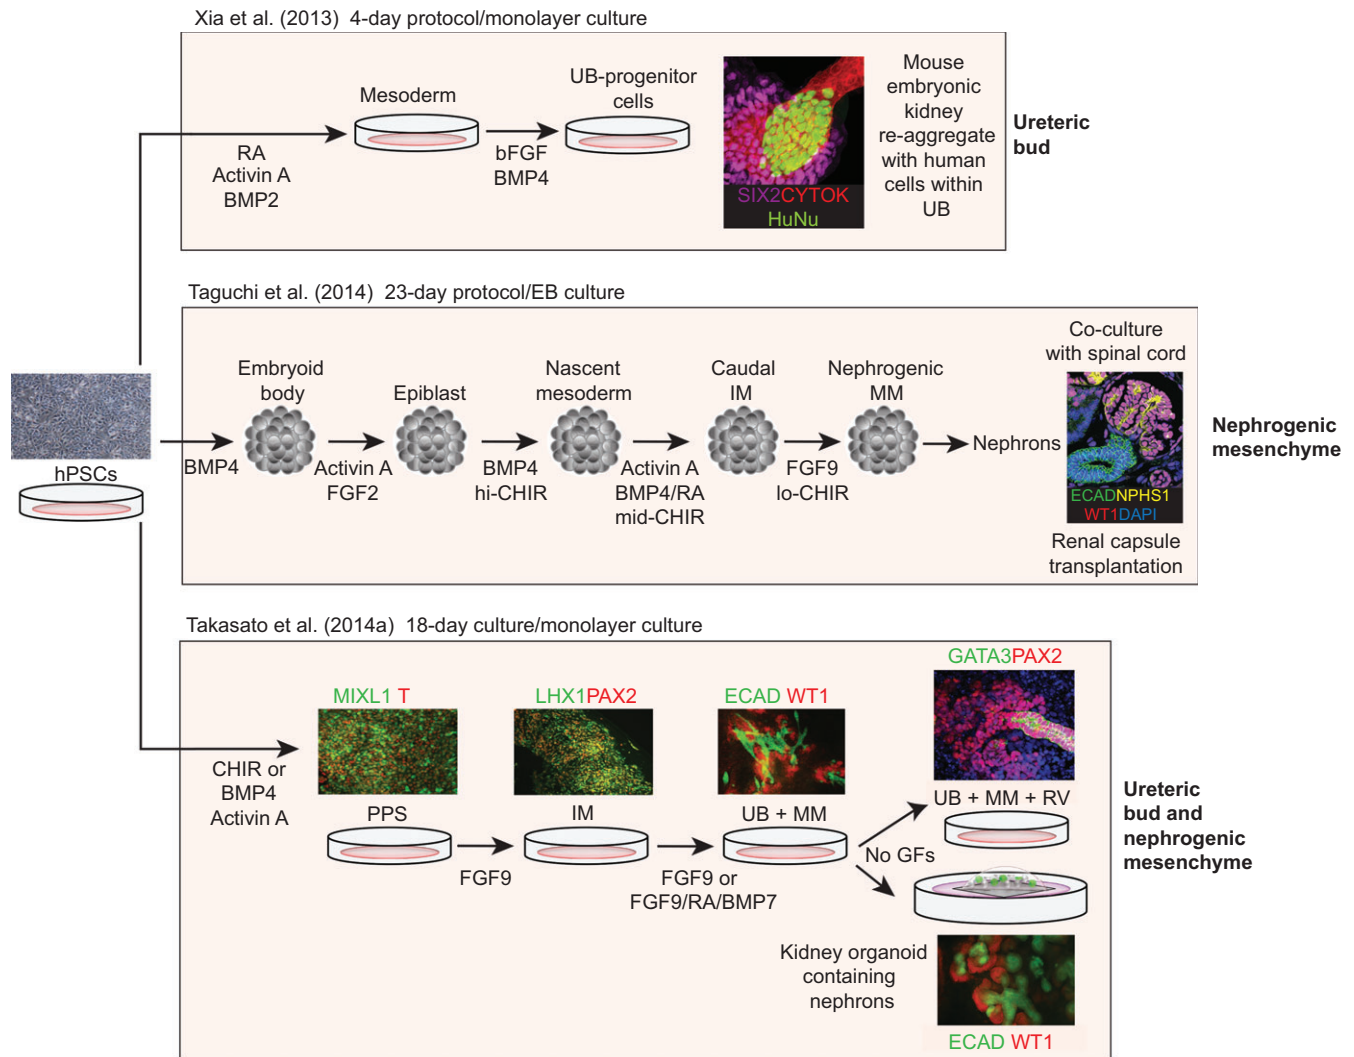 Xia et al. (2013)  4-day protocol/monolayer culture
Mesoderm
UB-progenitor
cells
RA
Activin A
BMP2
bFGF
BMP4
SIX2CYTOK
HuNu
Mouse
embryonic
kidney
re-aggregate
with human
cells within
UB
Ureteric
bud
Taguchi et al. (2014)  23-day protocol/EB culture
hPSCs
BMP4
Embryoid
body
Activin A
FGF2
Epiblast
BMP4
hi-CHIR
Nascent
mesoderm
Activin A
BMP4/RA
mid-CHIR
Caudal
IM
FGF9
lo-CHIR
Nephrogenic
MM
Nephrons
Co-culture
with spinal cord
ECADNPHS1
WT1DAPI
Renal capsule
transplantation
Nephrogenic
mesenchyme
Takasato et al. (2014a)  18-day culture/monolayer culture
CHIR or
BMP4
Activin A
MIXL1 T
PPS
FGF9
LHX1PAX2
IM
FGF9 or
FGF9/RA/BMP7
ECAD WT1
UB + MM
No GFs
GATA3PAX2
UB + MM + RV
Kidney organoid
containing
nephrons
ECAD WT1
Ureteric
bud and
nephrogenic
mesenchyme